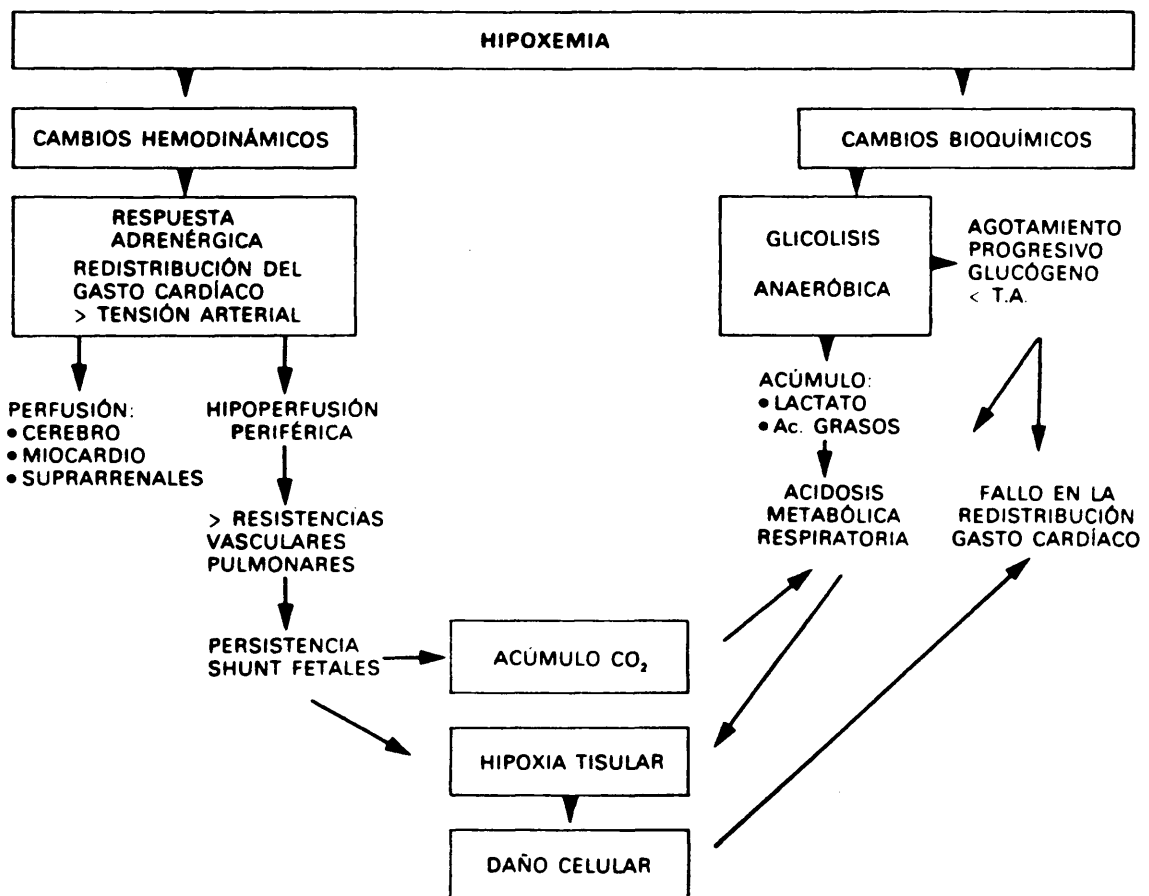 HIPOXEMIA
CAMBIOS HEMODINÁMICOS
CAMBIOS BIOQUÍMICOS
RESPUESTA
ADRENÉRGICA
REDISTRIBUCIÓN DEL
GASTO CARDÍACO
> TENSIÓN ARTERIAL
GLICOLISIS
ANAERÓBICA
AGOTAMIENTO
PROGRESIVO
GLUCÓGENO
< T.A.
PERFUSIÓN:
• CEREBRO
• MIOCARDIO
• SUPRARRENALES
HIPOPERFUSIÓN
PERIFÉRICA
ACÚMULO:
• LACTATO
• Ac. GRASOS
> RESISTENCIAS
VASCULARES
PULMONARES
ACIDOSIS
METABÓLICA
RESPIRATORIA
FALLO EN LA
REDISTRIBUCIÓN
GASTO CARDÍACO
PERSISTENCIA
SHUNT FETALES
ACÚMULO CO₂
HIPOXIA TISULAR
DAÑO CELULAR